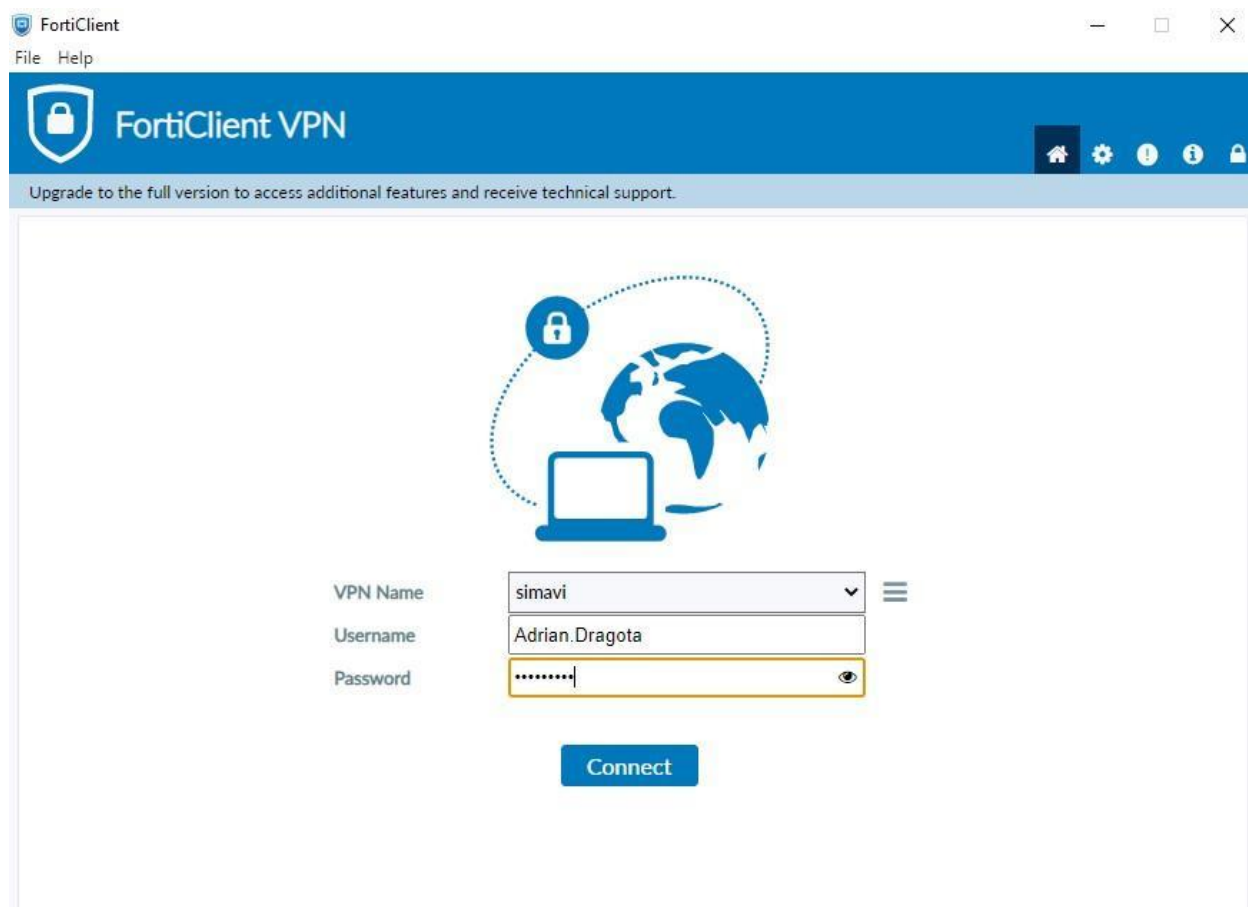 FortiClient
File Help
FortiClient VPN
Upgrade to the full version to access additional features and receive technical support.
VPN Name simavi
Username Adrian.Dragota
Password •••••••••
Connect